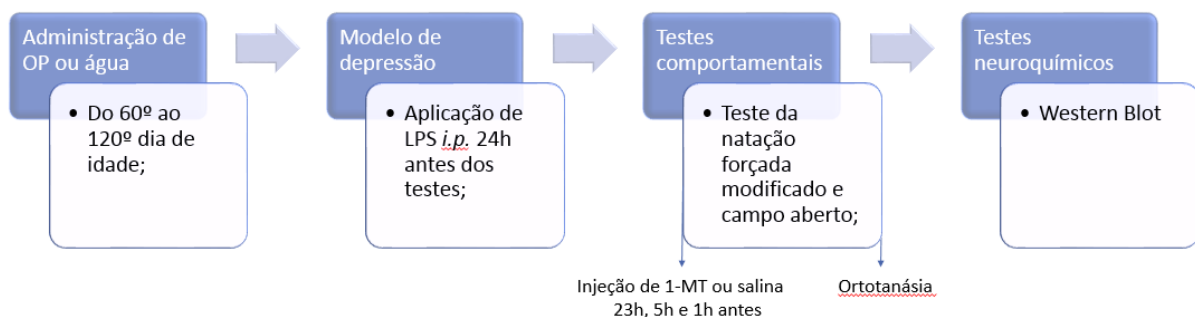 Administração de
OP ou água
• Do 60º ao
120º dia de
idade;
Modelo de
depressão
• Aplicação de
LPS i.p. 24h
antes dos
testes;
Testes
comportamentais
• Teste da
natação
forçada
modificado e
campo aberto;
Testes
neuroquímicos
• Western Blot
Injeção de 1-MT ou salina
23h, 5h e 1h antes
Ortotanásia